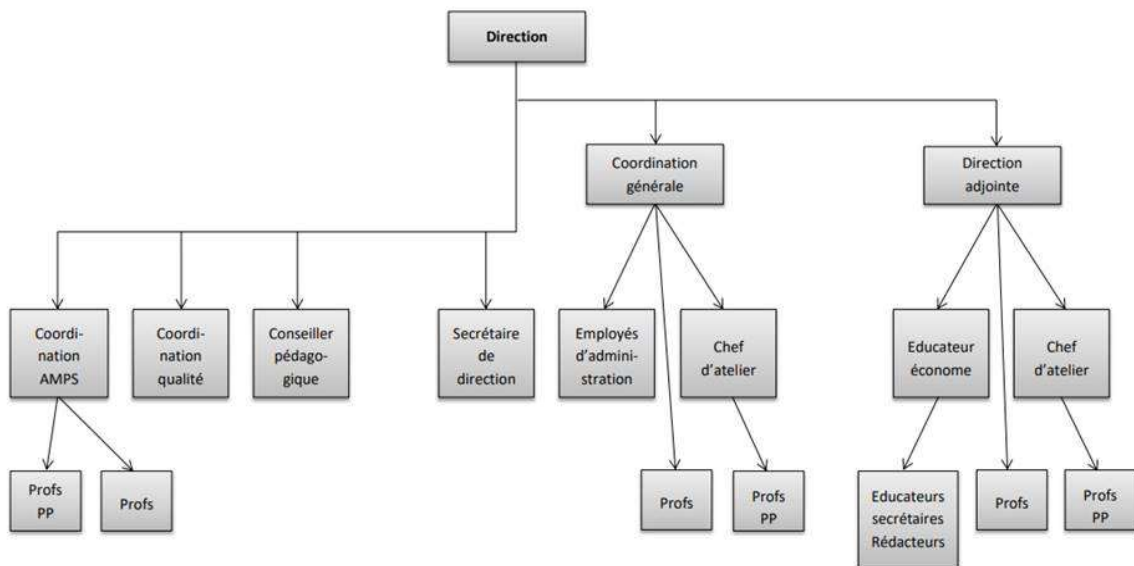 Direction
Coordination
générale
Direction
adjointe
Coordi-
nation
AMPS
Coordi-
nation
qualité
Conseiller
pédago-
gique
Secrétaire
de
direction
Employés
d'admini-
stration
Chef
d'atelier
Educateur
économe
Chef
d'atelier
Profs
PP
Profs
Profs
Profs
PP
Educateurs
secrétaires
Rédacteurs
Profs
Profs
PP